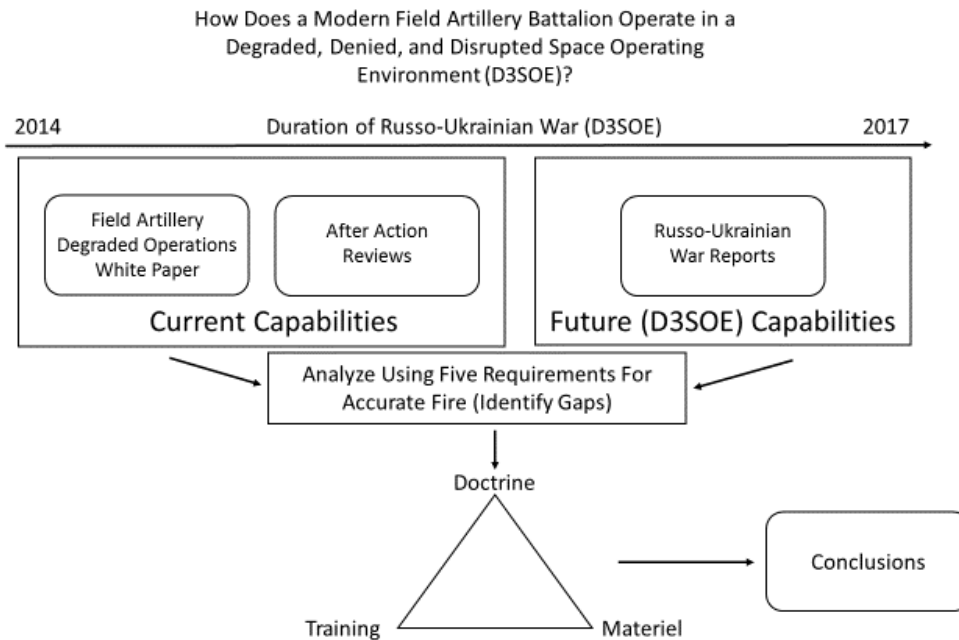 How Does a Modern Field Artillery Battalion Operate in a
Degraded, Denied, and Disrupted Space Operating
Environment (D3SOE)?
2014 Duration of Russo-Ukrainian War (D3SOE) 2017
Field Artillery
Degraded Operations
White Paper
After Action
Reviews
Current Capabilities
Russo-Ukrainian
War Reports
Future (D3SOE) Capabilities
Analyze Using Five Requirements For
Accurate Fire (Identify Gaps)
Doctrine
Training
Materiel
Conclusions